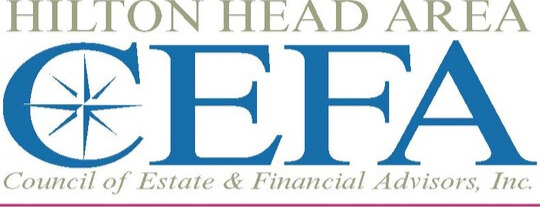 HILTON HEAD AREA
CEFA
Council of Estate & Financial Advisors, Inc.